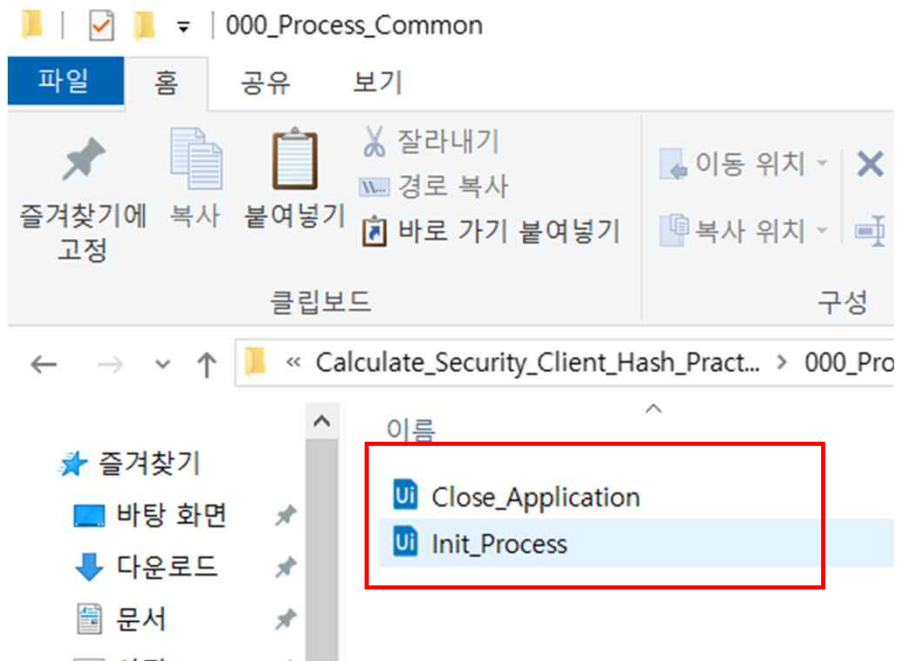 000_Process_Common
파일 홈 공유 보기
즐겨찾기에 고정
복사
붙여넣기
잘라내기
경로 복사
바로 가기 붙여넣기
이동 위치
복사 위치
클립보드
구성
« Calculate_Security_Client_Hash_Pract... > 000_Pro
이름
즐겨찾기
바탕 화면
다운로드
문서
Ui Close_Application
Ui Init_Process